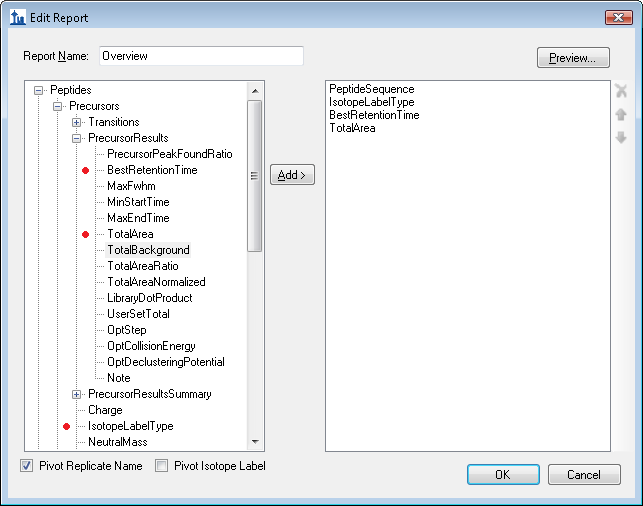 Edit Report
Report Name: Overview
Preview...
Peptides
Precursors
Transitions
PrecursorResults
PrecursorPeakFoundRatio
BestRetentionTime
MaxFwhm
MinStartTime
MaxEndTime
TotalArea
TotalBackground
TotalAreaRatio
TotalAreaNormalized
LibraryDotProduct
UserSetTotal
OptStep
OptCollisionEnergy
OptDeclusteringPotential
Note
PrecursorResultsSummary
Charge
IsotopeLabelType
NeutralMass
Add >
PeptideSequence
IsotopeLabelType
BestRetentionTime
TotalArea
Pivot Replicate Name Pivot Isotope Label
OK Cancel